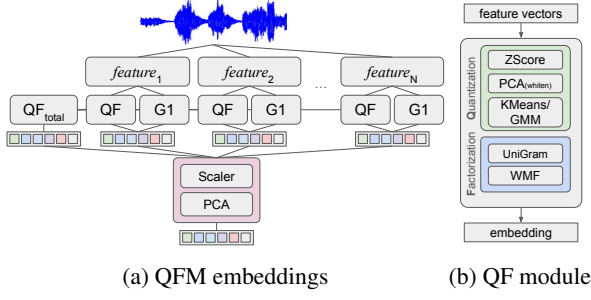 feature₁
feature₂
...
featureN
QFtotal
QF
G1
QF
G1
QF
G1
Scaler
PCA
(a) QFM embeddings
feature vectors
Quantization
ZScore
PCA(whiten)
KMeans/
GMM
Factorization
UniGram
WMF
embedding
(b) QF module